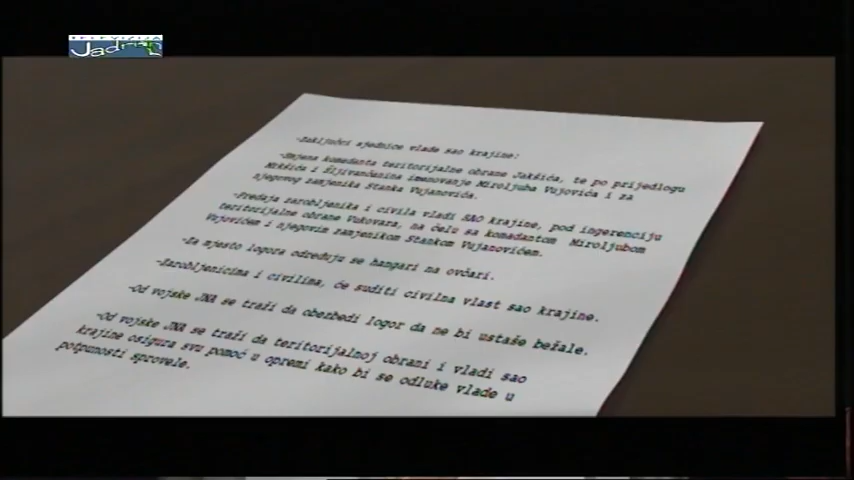 TELEVIZIJA
Jadran
-Zaključci sjednice vlade sao krajine:
-Smjena komadanta teritorijalne obrane Jakšića, te po prijedlogu
Mrkšića i Šljivančanina imenovanje Miroljuba Vujovića i za
njegovog zamjenika Stanka Vujanovića.
-Predaja zarobljenika i civila vladi SAO krajine, pod ingerenciju
teritorijalne obrane Vukovara, na čelu sa komadantom Miroljubom
Vujovićem i njegovim zamjenikom Stankom Vujanovićem.
-Za mjesto logora određuju se hangari na ovčari.
-Zarobljenicima i civilima, će suditi civilna vlast sao krajine.
-Od vojske JNA se traži da obezbedi logor da ne bi ustaše bežale.
-Od vojske JNA se traži da teritorijalnoj obrani i vladi sao
krajine osigura svu pomoć u opremi kako bi se odluke vlade u
potpunosti sprovele.